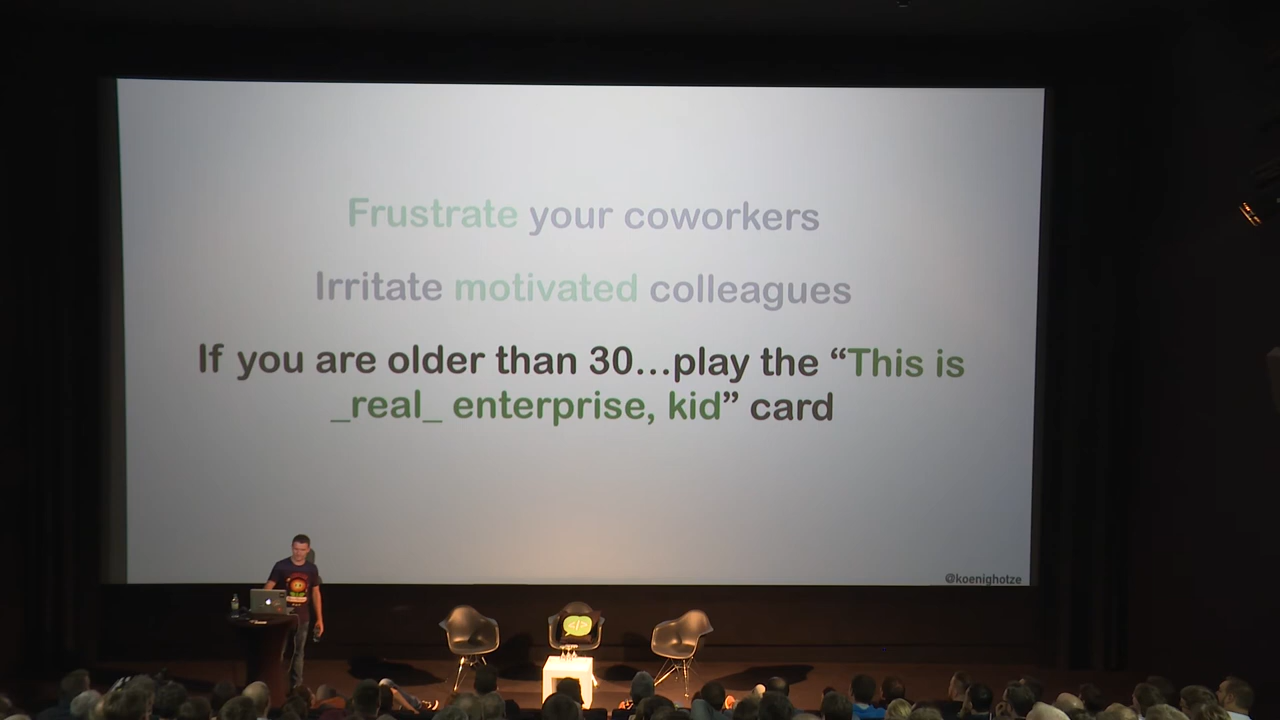 Frustrate your coworkers
Irritate motivated colleagues
If you are older than 30...play the “This is
_real_ enterprise, kid” card
@koenighotze
</>